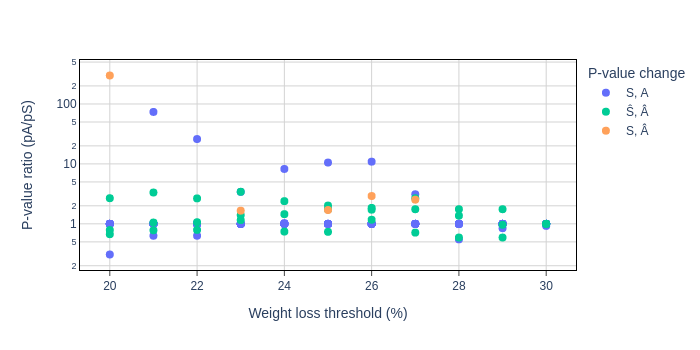 P-value change
S, A
Ŝ, Â
S, Â
P-value ratio (pA/pS)
5
2
100
5
2
10
5
2
1
5
2
20
22
24
26
28
30
Weight loss threshold (%)